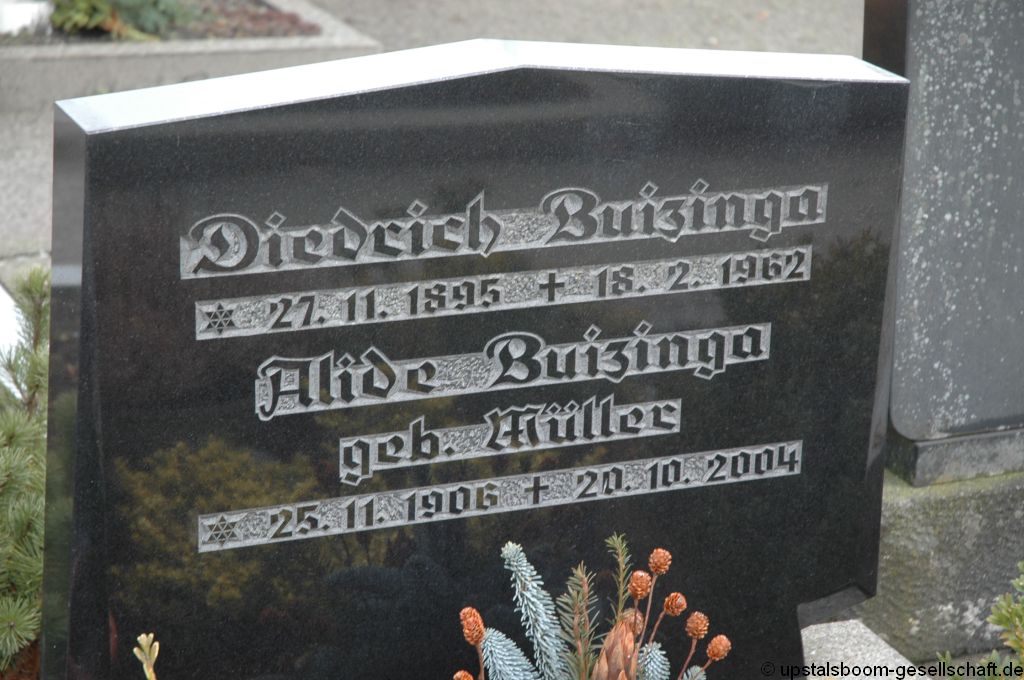 Diedrich Buizinga
✡ 27. 11. 1895 ✝ 18. 2. 1962
Alide Buizinga
geb. Müller
✡ 25. 11. 1906 ✝ 20. 10. 2004
© upstalsboom-gesellschaft.de